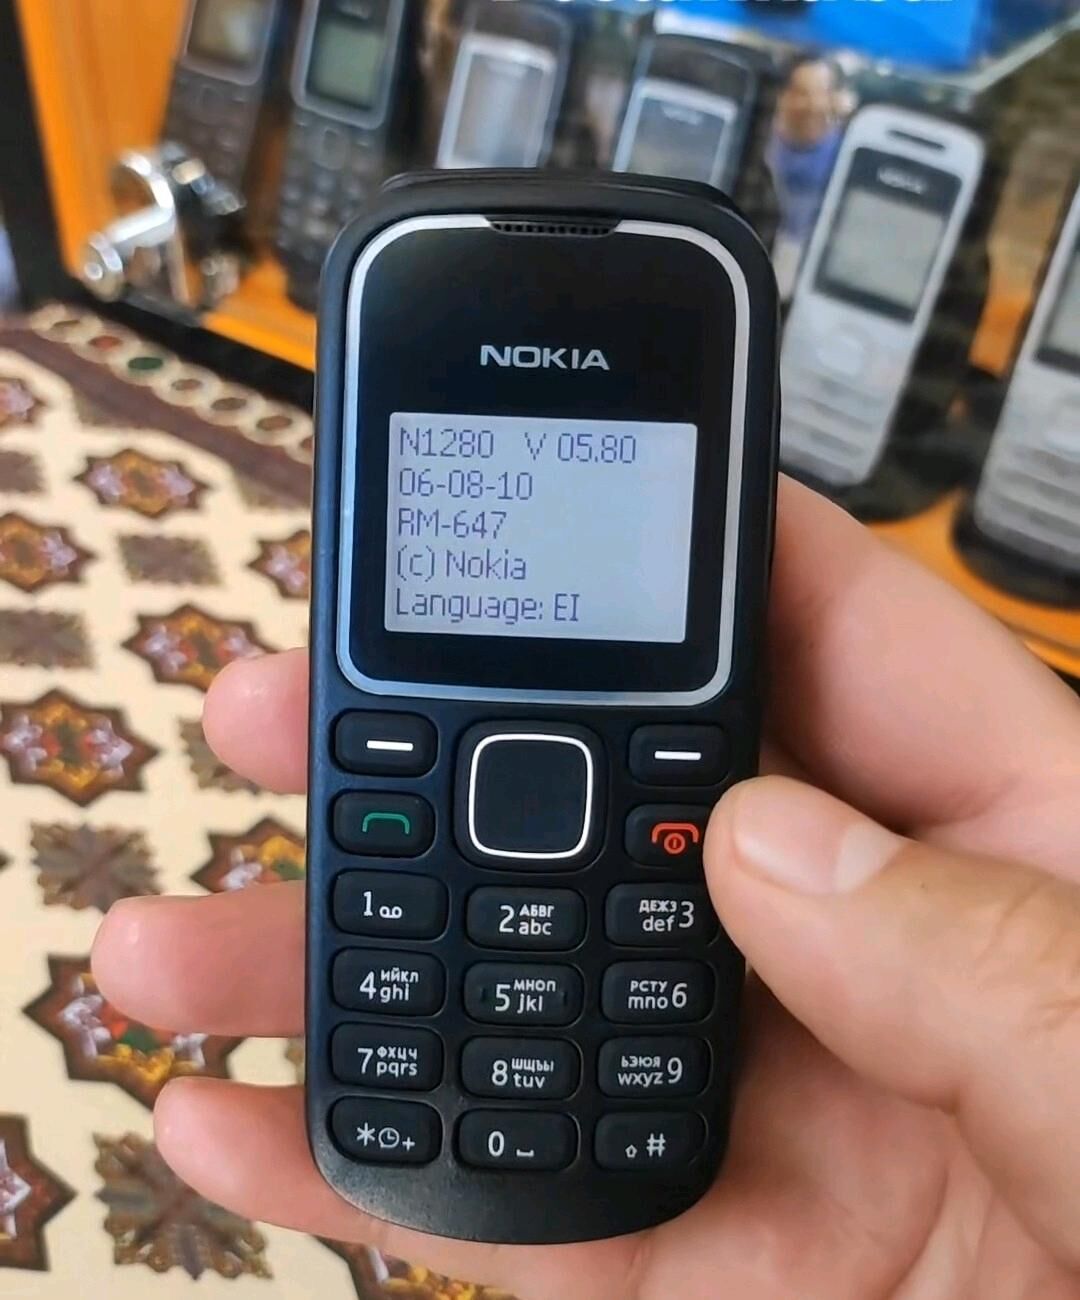 NOKIA
N1280 V 05.80
06-08-10
RM-647
(c) Nokia
Language: EI
1
2 АБВГ abc
ДЕЖЗ def 3
4 ИЙКЛ ghi
5 МНОП jkl
РСТУ mno 6
7 ФХЦЧ pqrs
8 ШЩЪЫ tuv
ЬЭЮЯ wxyz 9
* +
0
#